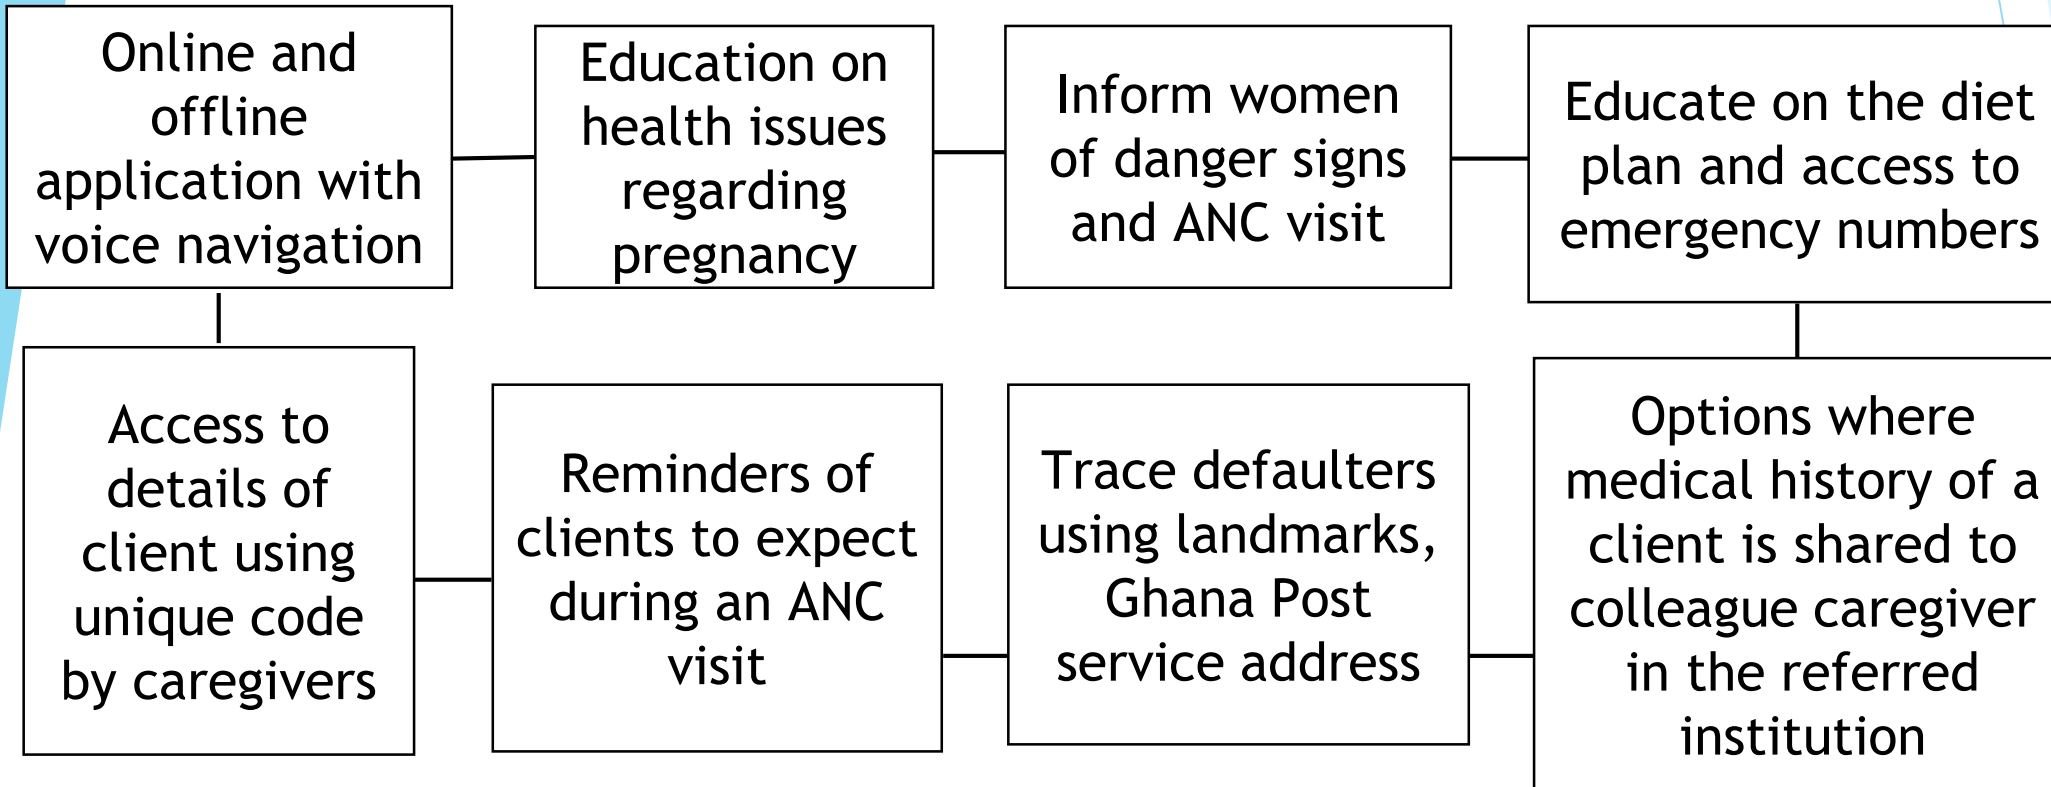 Online and
offline
application with
voice navigation
Education on
health issues
regarding
pregnancy
Inform women
of danger signs
and ANC visit
Educate on the diet
plan and access to
emergency numbers
Access to
details of
client using
unique code
by caregivers
Reminders of
clients to expect
during an ANC
visit
Trace defaulters
using landmarks,
Ghana Post
service address
Options where
medical history of a
client is shared to
colleague caregiver
in the referred
institution